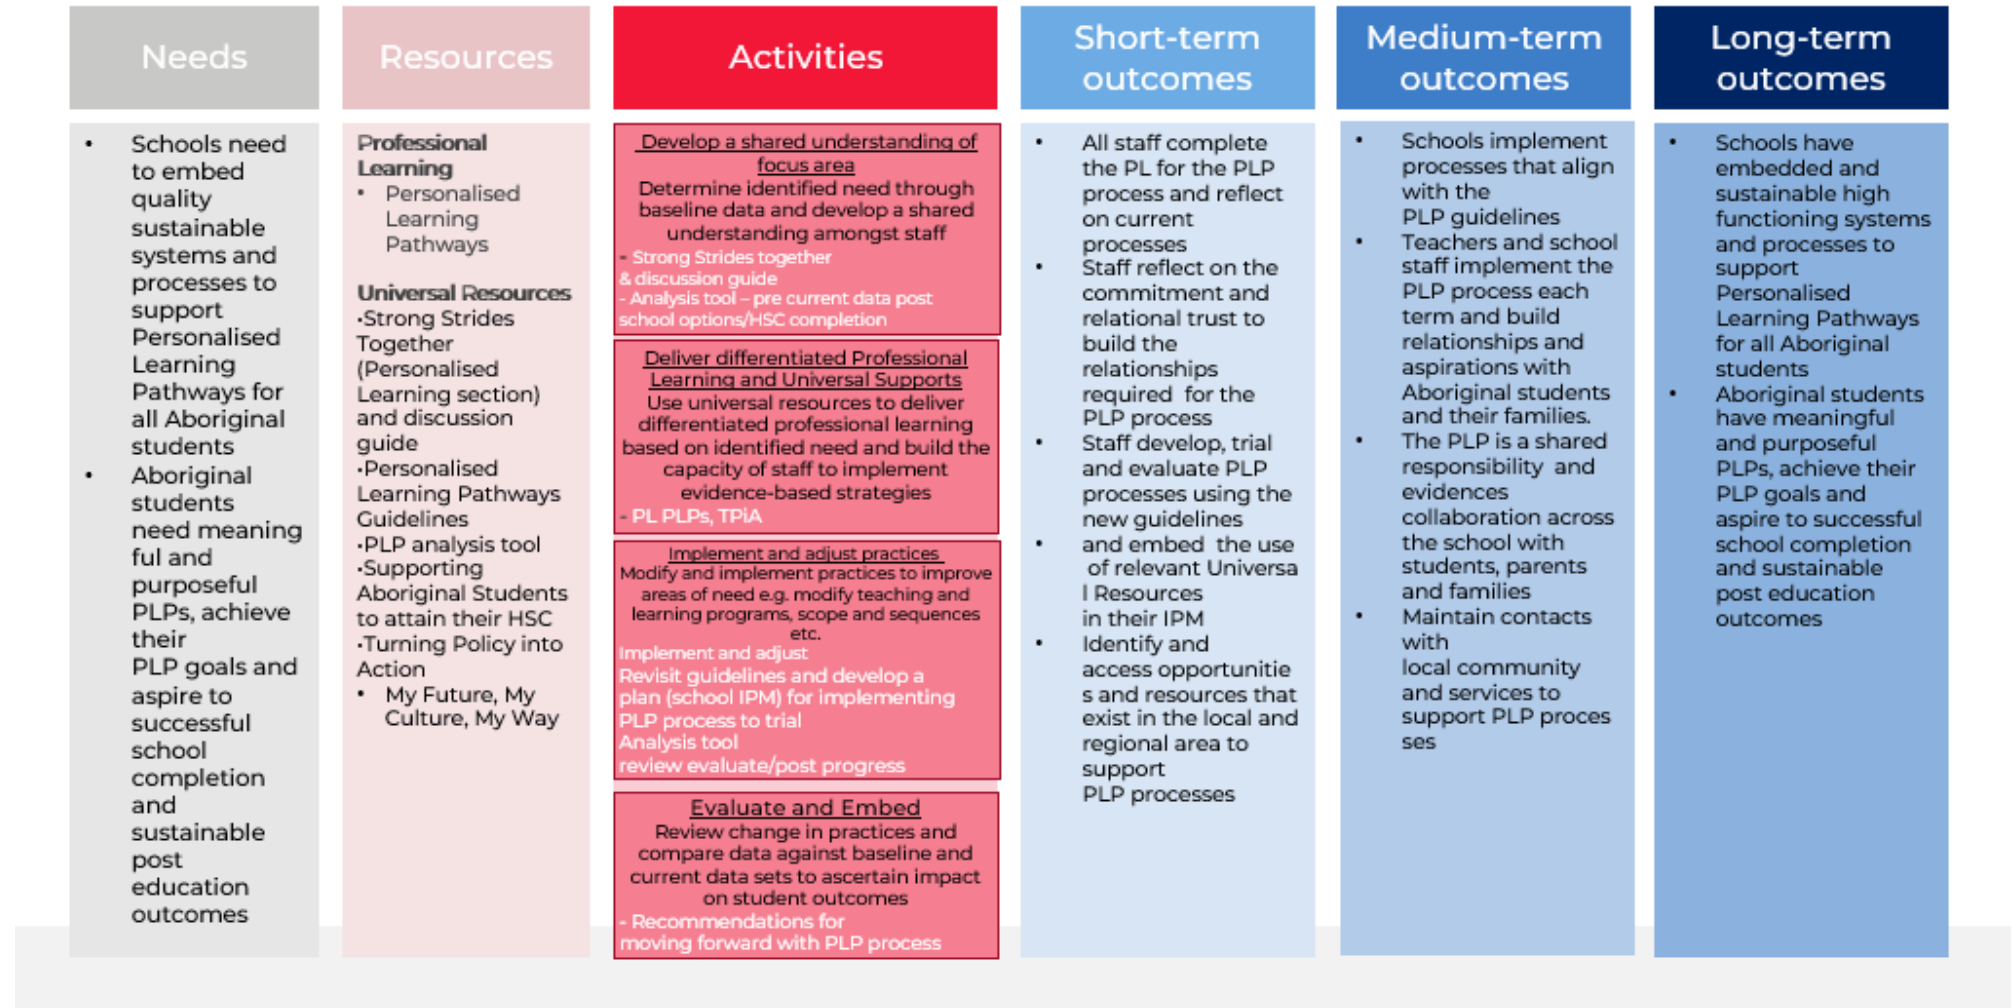 Needs
Schools need
to embed
quality
sustainable
systems and
processes to
support
Personalised
Learning
Pathways for
all Aboriginal
students
Aboriginal
students
need meaning
ful and
purposeful
PLPs, achieve
their
PLP goals and
aspire to
successful
school
completion
and
sustainable
post
education
outcomes
Resources
Professional
Learning
• Personalised
Learning
Pathways
Universal Resources
•Strong Strides
Together
(Personalised
Learning section)
and discussion
guide
•Personalised
Learning Pathways
Guidelines
•PLP analysis tool
•Supporting
Aboriginal Students
to attain their HSC
•Turning Policy into
Action
• My Future, My
Culture, My Way
Activities
Develop a shared understanding of
focus area
Determine identified need through
baseline data and develop a shared
understanding amongst staff
- Strong Strides together
& discussion guide
- Analysis tool – pre current data post
school options/HSC completion
Deliver differentiated Professional
Learning and Universal Supports
Use universal resources to deliver
differentiated professional learning
based on identified need and build the
capacity of staff to implement
evidence-based strategies
- PL PLPs, TPiA
Implement and adjust practices
Modify and implement practices to improve
areas of need e.g. modify teaching and
learning programs, scope and sequences
etc.
Implement and adjust
Revisit guidelines and develop a
plan (school IPM) for implementing
PLP process to trial
Analysis tool
review evaluate/post progress
Evaluate and Embed
Review change in practices and
compare data against baseline and
current data sets to ascertain impact
on student outcomes
- Recommendations for
moving forward with PLP process
Short-term
outcomes
• All staff complete
the PL for the PLP
process and reflect
on current
processes
• Staff reflect on the
commitment and
relational trust to
build the
relationships
required for the
PLP process
• Staff develop, trial
and evaluate PLP
processes using the
new guidelines
• and embed the use
of relevant Universa
l Resources
in their IPM
• Identify and
access opportunitie
s and resources that
exist in the local and
regional area to
support
PLP processes
Medium-term
outcomes
• Schools implement
processes that align
with the
PLP guidelines
• Teachers and school
staff implement the
PLP process each
term and build
relationships and
aspirations with
Aboriginal students
and their families.
• The PLP is a shared
responsibility and
evidences
collaboration across
the school with
students, parents
and families
• Maintain contacts
with
local community
and services to
support PLP proces
ses
Long-term
outcomes
• Schools have
embedded and
sustainable high
functioning systems
and processes to
support
Personalised
Learning Pathways
for all Aboriginal
students
• Aboriginal students
have meaningful
and purposeful
PLPs, achieve their
PLP goals and
aspire to successful
school completion
and sustainable
post education
outcomes